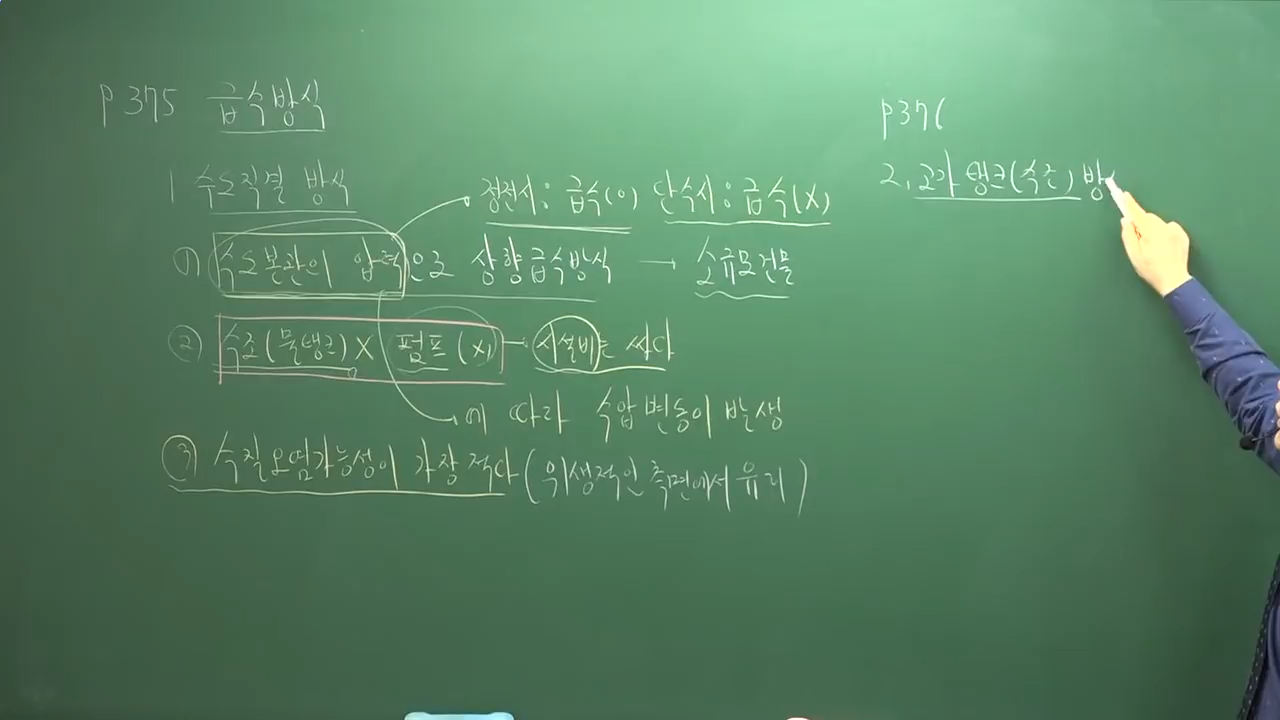 p375 급수방식
1 수도직결 방식
정전시: 급수(o) 단수시: 급수(X)
① 수도본관의 압력으로 상향급수방식 → 소규모건물
② 수조(물탱크)X 펌프(X) → 시설비는 싸다
에 따라 수압변동이 발생
③ 수질오염가능성이 가장 적다(위생적인 측면에서 유리)
p376
2. 고가탱크(수조)방